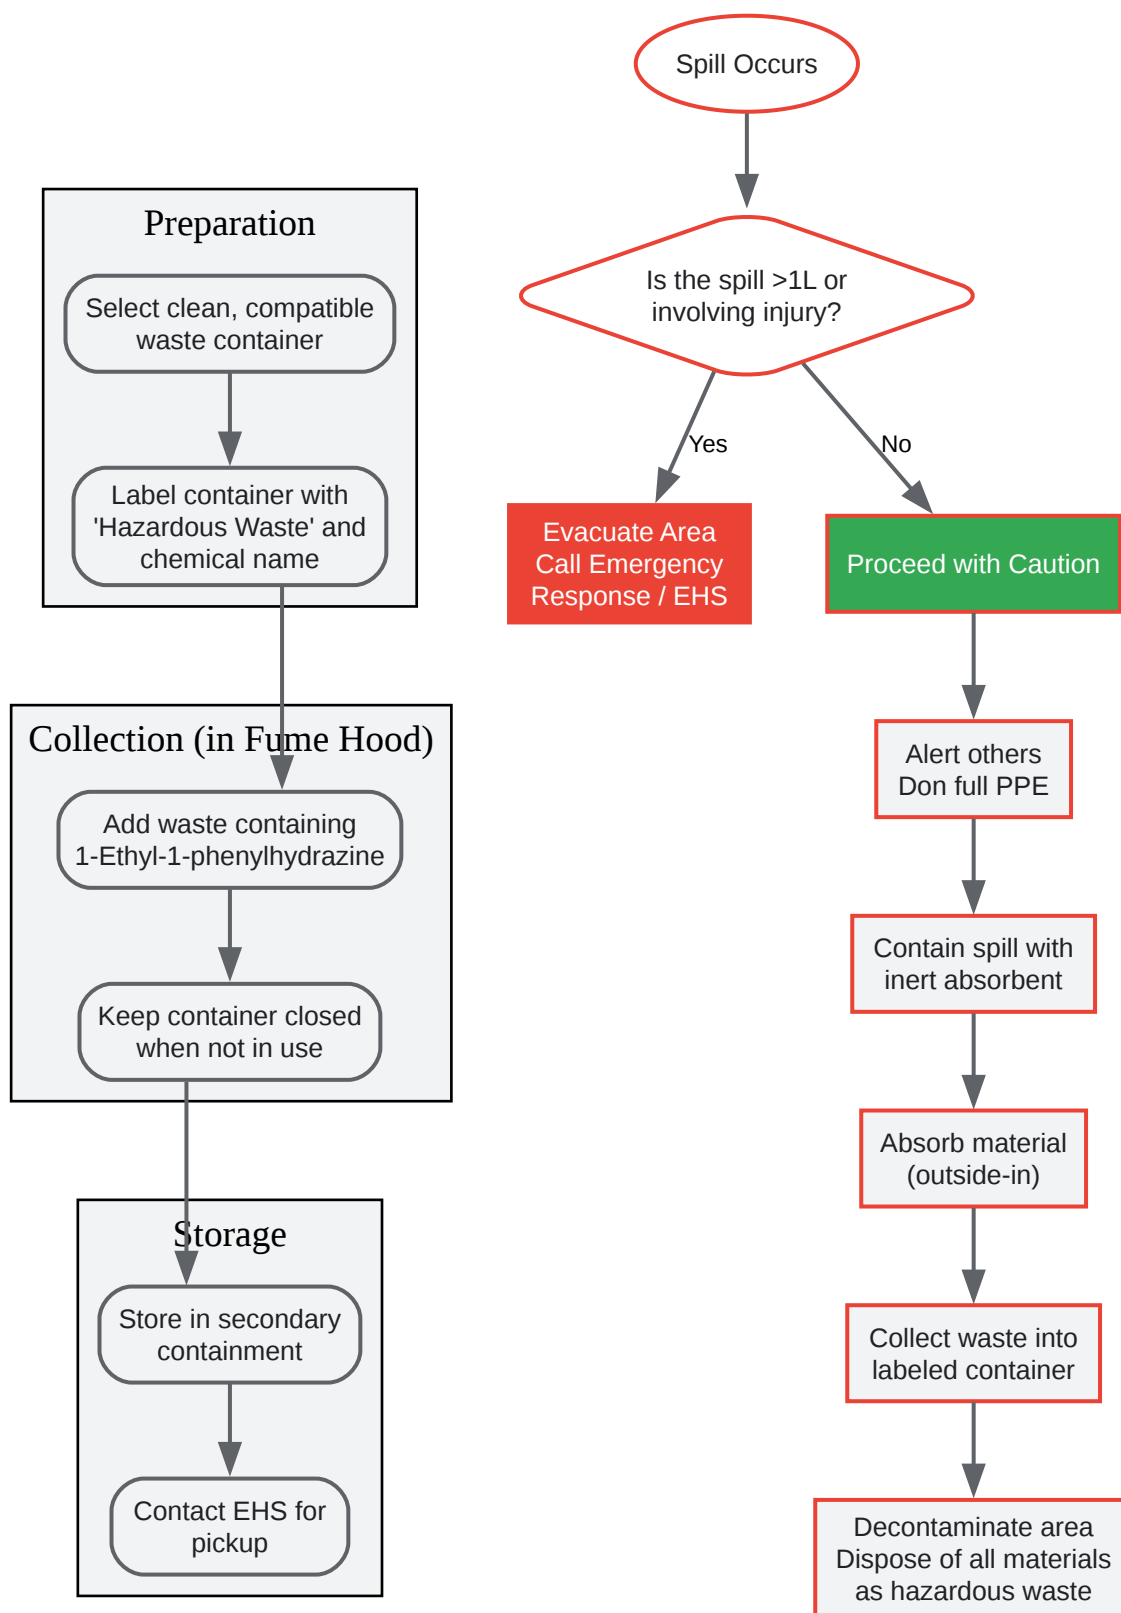 Preparation
Select clean, compatible
waste container
Label container with
'Hazardous Waste' and
chemical name
Collection (in Fume Hood)
Add waste containing
1-Ethyl-1-phenylhydrazine
Keep container closed
when not in use
Storage
Store in secondary
containment
Contact EHS for
pickup
Spill Occurs
Is the spill >1L or
involving injury?
Yes
No
Evacuate Area
Call Emergency
Response / EHS
Proceed with Caution
Alert others
Don full PPE
Contain spill with
inert absorbent
Absorb material
(outside-in)
Collect waste into
labeled container
Decontaminate area
Dispose of all materials
as hazardous waste